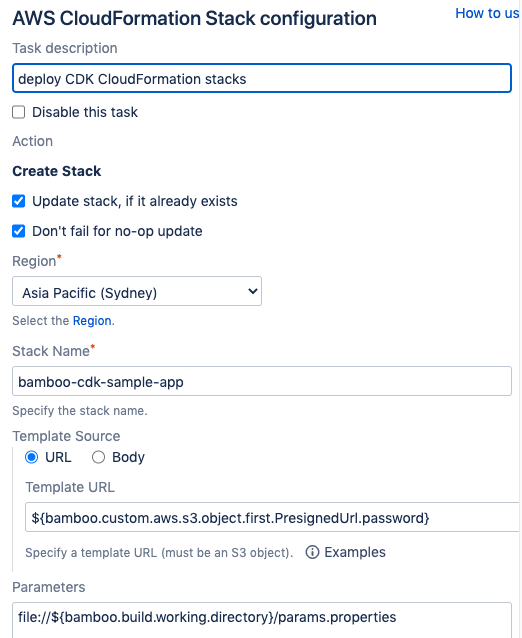 AWS CloudFormation Stack configuration
How to us
Task description
deploy CDK CloudFormation stacks
Disable this task
Action
Create Stack
Update stack, if it already exists
Don't fail for no-op update
Region*
Asia Pacific (Sydney)
Select the Region.
Stack Name*
bamboo-cdk-sample-app
Specify the stack name.
Template Source
URL Body
Template URL
${bamboo.custom.aws.s3.object.first.PresignedUrl.password}
Specify a template URL (must be an S3 object). Examples
Parameters
file://${bamboo.build.working.directory}/params.properties